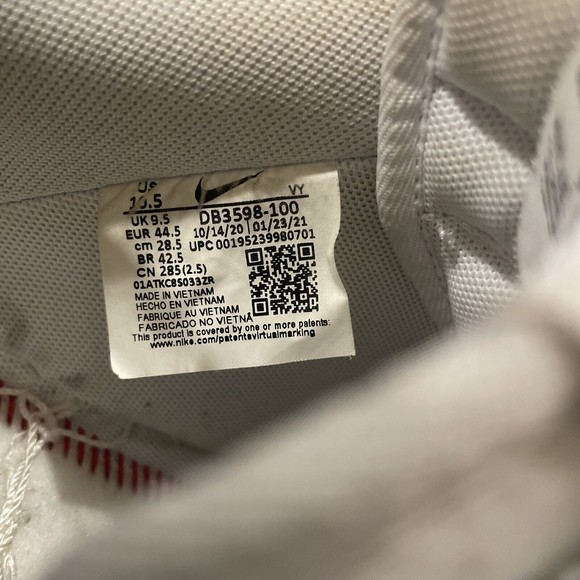 US VY
10.5
UK 9.5 DB3598-100
EUR 44.5 10/14/20 01/23/21
cm 28.5 UPC 00195239980701
BR 42.5
CN 285(2.5)
01ATKC8S033ZR
MADE IN VIETNAM
HECHO EN VIETNAM
FABRIQUE AU VIETNAM
FABRICADO NO VIETNA
This product is covered by one or more patents:
www.nike.com/patentsvirtualmarking